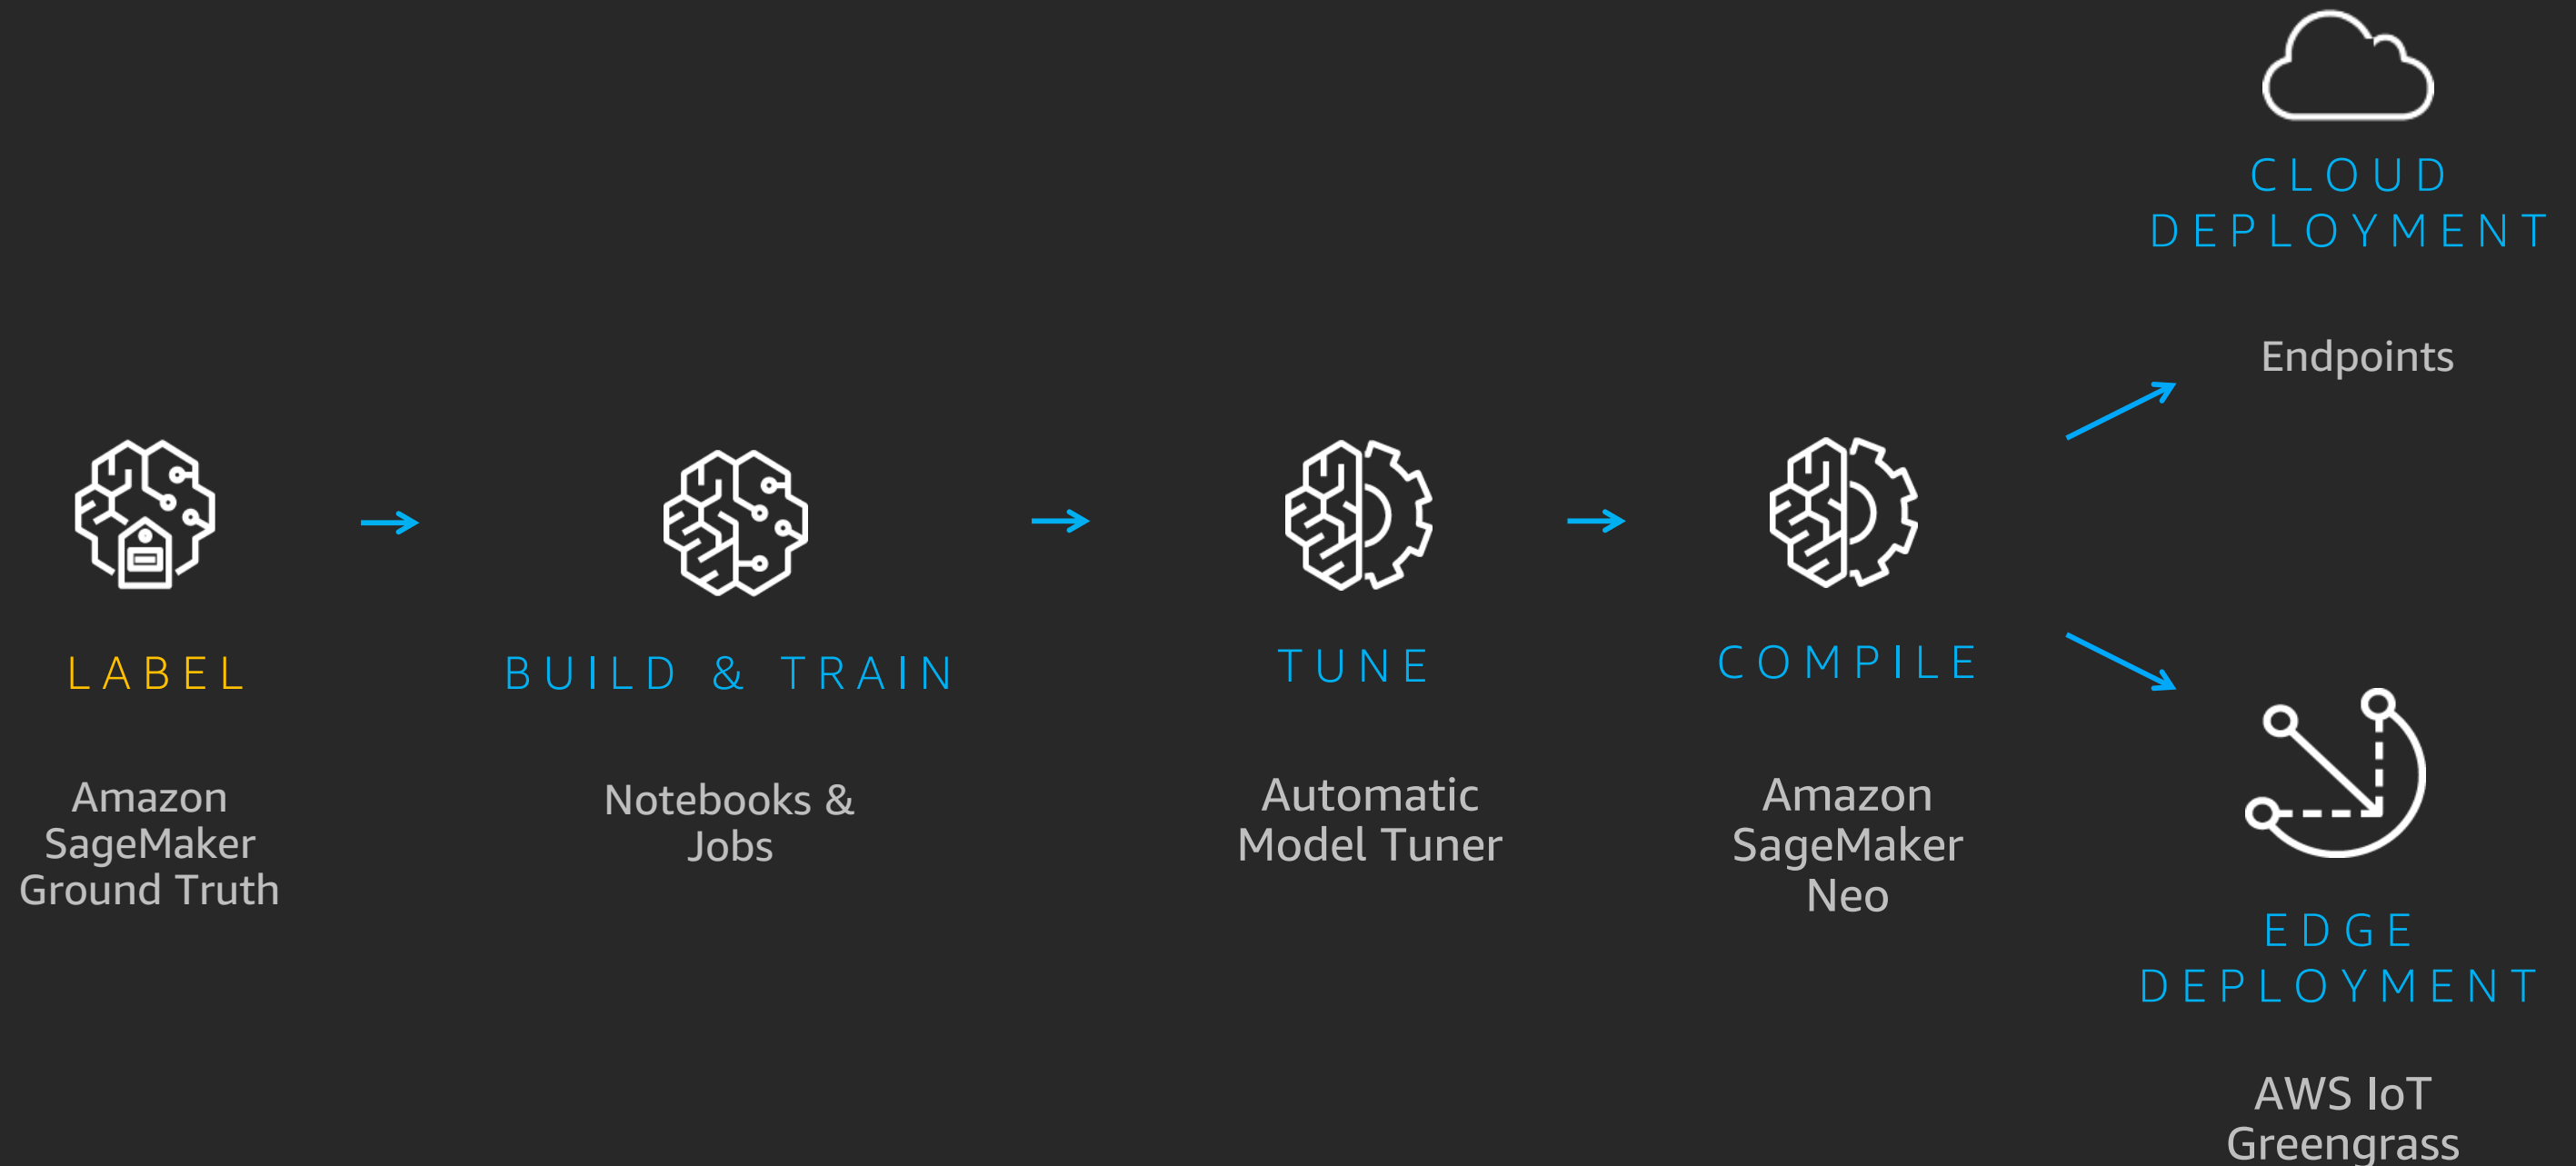 LABEL
Amazon
SageMaker
Ground Truth
BUILD & TRAIN
Notebooks &
Jobs
TUNE
Automatic
Model Tuner
COMPILE
Amazon
SageMaker
Neo
CLOUD
DEPLOYMENT
Endpoints
EDGE
DEPLOYMENT
AWS IoT
Greengrass